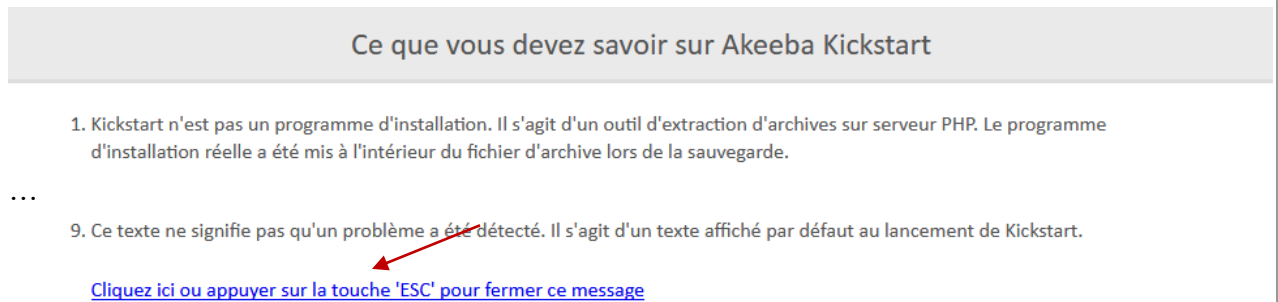 Ce que vous devez savoir sur Akeeba Kickstart
1. Kickstart n'est pas un programme d'installation. Il s'agit d'un outil d'extraction d'archives sur serveur PHP. Le programme
d'installation réelle a été mis à l'intérieur du fichier d'archive lors de la sauvegarde.
...
9. Ce texte ne signifie pas qu'un problème a été détecté. Il s'agit d'un texte affiché par défaut au lancement de Kickstart.
Cliquez ici ou appuyer sur la touche 'ESC' pour fermer ce message